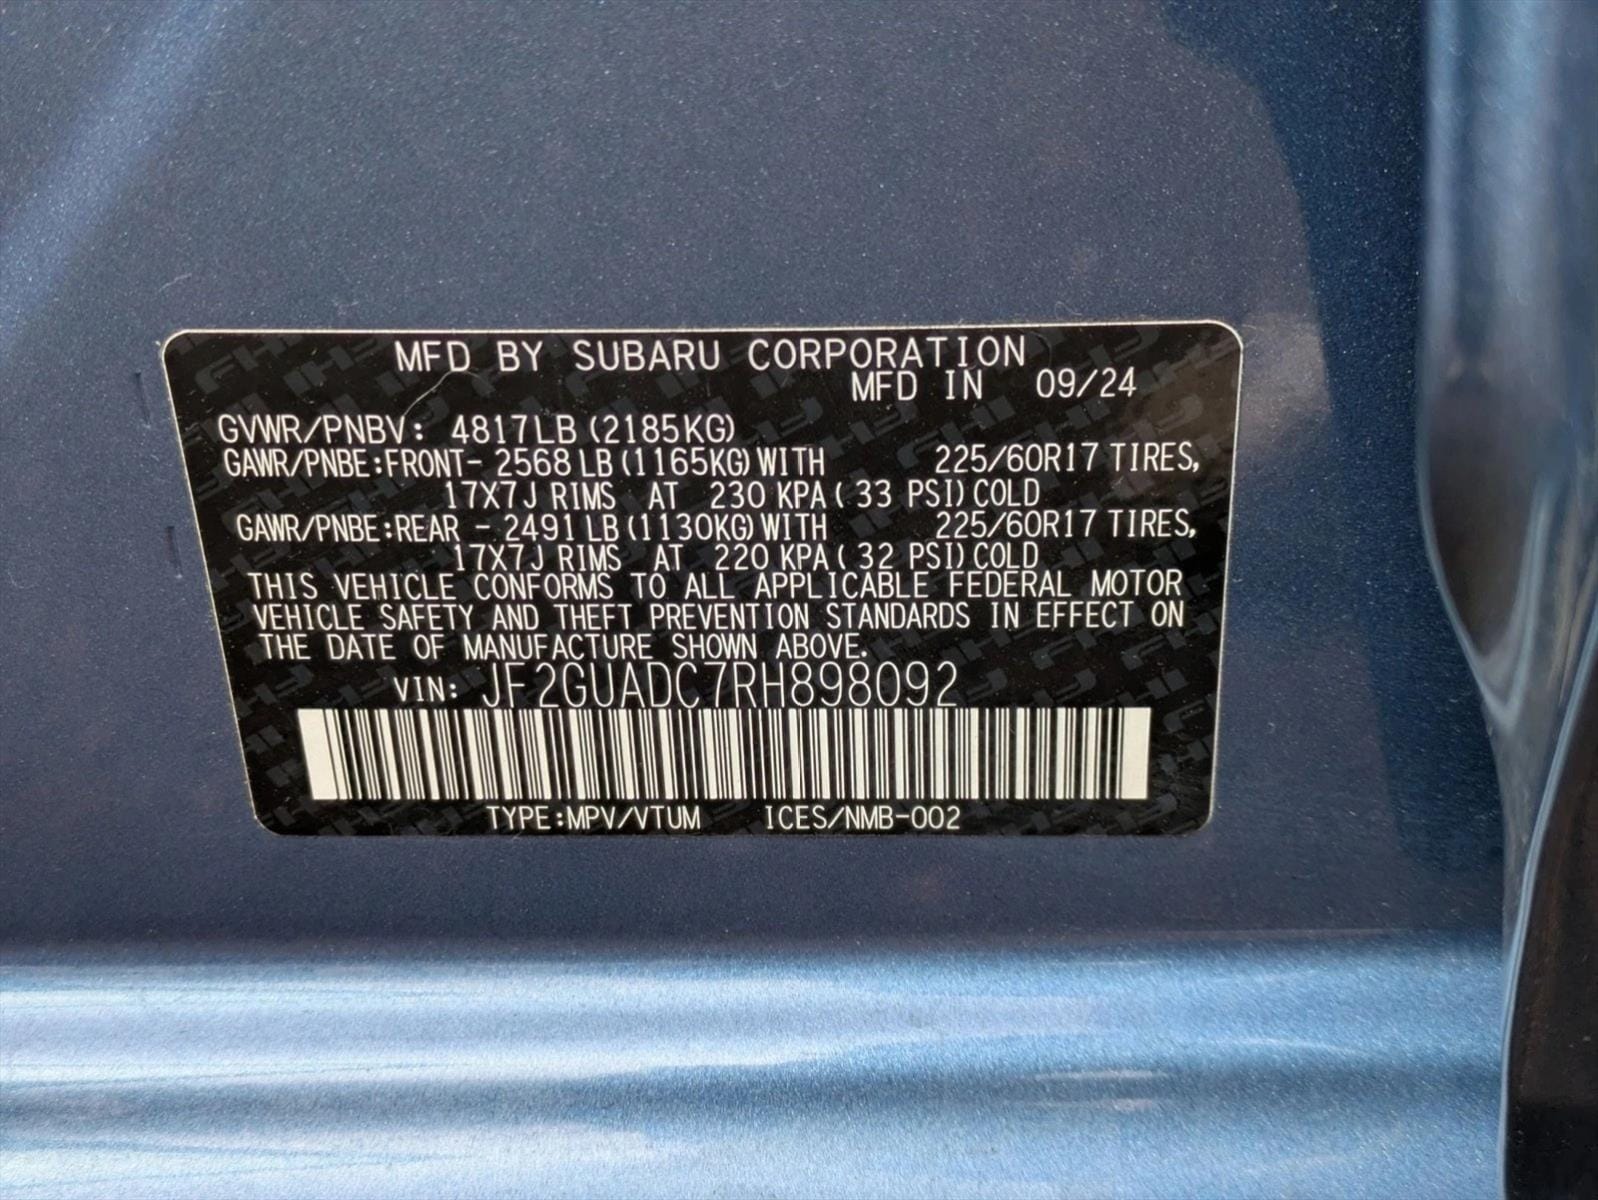 MFD BY SUBARU CORPORATION
MFD IN 09/24
GVWR/PNBV: 4817LB (2185KG)
GAWR/PNBE:FRONT- 2568 LB (1165KG) WITH 225/60R17 TIRES,
17X7J RIMS AT 230 KPA ( 33 PSI) COLD
GAWR/PNBE:REAR - 2491 LB (1130KG) WITH 225/60R17 TIRES,
17X7J RIMS AT 220 KPA ( 32 PSI) COLD
THIS VEHICLE CONFORMS TO ALL APPLICABLE FEDERAL MOTOR
VEHICLE SAFETY AND THEFT PREVENTION STANDARDS IN EFFECT ON
THE DATE OF MANUFACTURE SHOWN ABOVE.
VIN: JF2GUADC7RH898092
TYPE:MPV/VTUM ICES/NMB-002